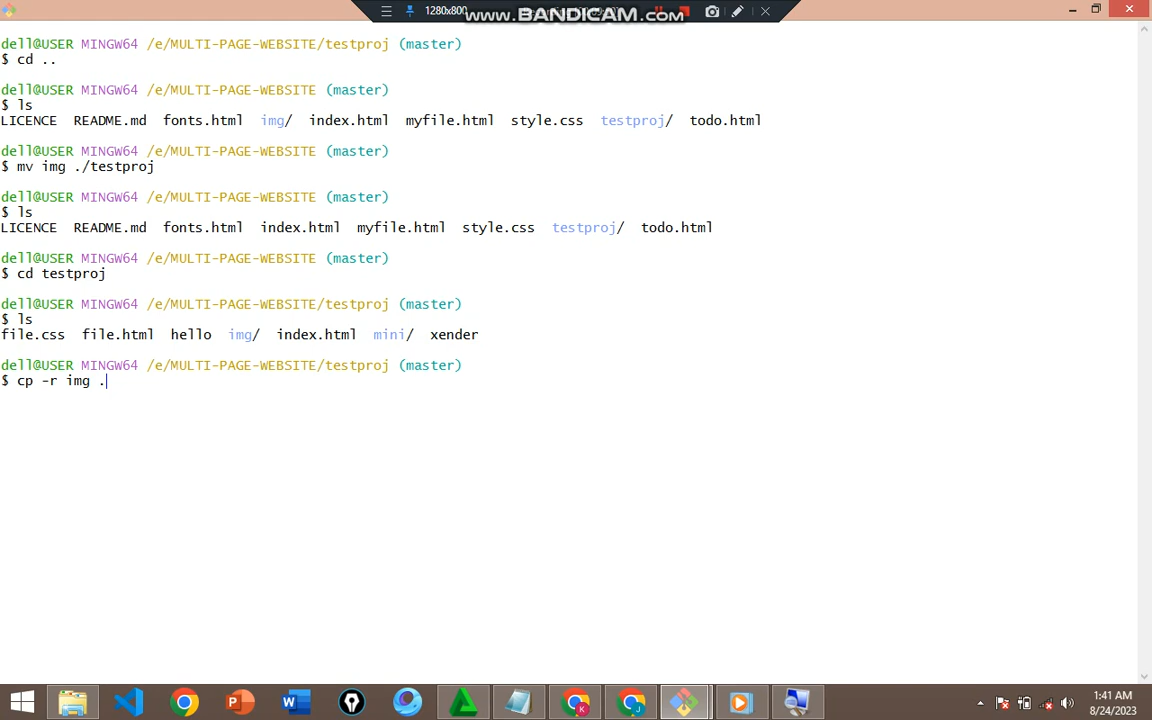 1280x800
www.BANDICAM.com
dell@USER MINGW64 /e/MULTI-PAGE-WEBSITE/testproj (master)
$ cd ..
dell@USER MINGW64 /e/MULTI-PAGE-WEBSITE (master)
$ ls
LICENCE README.md fonts.html img/ index.html myfile.html style.css testproj/ todo.html
dell@USER MINGW64 /e/MULTI-PAGE-WEBSITE (master)
$ mv img ./testproj
dell@USER MINGW64 /e/MULTI-PAGE-WEBSITE (master)
$ ls
LICENCE README.md fonts.html index.html myfile.html style.css testproj/ todo.html
dell@USER MINGW64 /e/MULTI-PAGE-WEBSITE (master)
$ cd testproj
dell@USER MINGW64 /e/MULTI-PAGE-WEBSITE/testproj (master)
$ ls
file.css file.html hello img/ index.html mini/ xender
dell@USER MINGW64 /e/MULTI-PAGE-WEBSITE/testproj (master)
$ cp -r img .
1:41 AM
8/24/2023